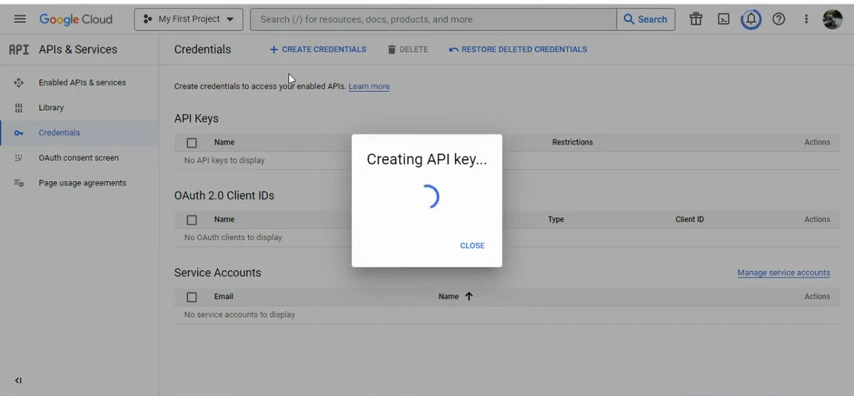 Google Cloud My First Project Search (/) for resources, docs, products, and more Search
API APIs & Services Credentials + CREATE CREDENTIALS DELETE RESTORE DELETED CREDENTIALS
Enabled APIs & services
Library
Credentials
OAuth consent screen
Page usage agreements
Create credentials to access your enabled APIs. Learn more
API Keys
Name Restrictions Actions
No API keys to display
OAuth 2.0 Client IDs
Name Type Client ID Actions
No OAuth clients to display
Service Accounts Manage service accounts
Email Name Actions
No service accounts to display
Creating API key...
CLOSE